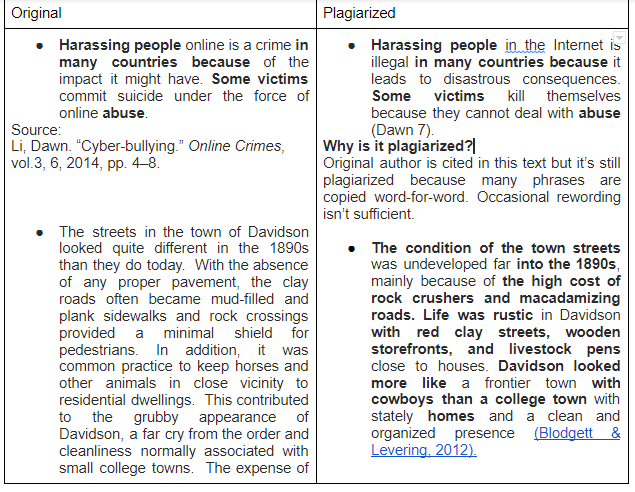 Original
● Harassing people online is a crime in
many countries because of the
impact it might have. Some victims
commit suicide under the force of
online abuse.
Source:
Li, Dawn. “Cyber-bullying.” Online Crimes,
vol.3, 6, 2014, pp. 4–8.
● The streets in the town of Davidson
looked quite different in the 1890s
than they do today. With the absence
of any proper pavement, the clay
roads often became mud-filled and
plank sidewalks and rock crossings
provided a minimal shield for
pedestrians. In addition, it was
common practice to keep horses and
other animals in close vicinity to
residential dwellings. This contributed
to the grubby appearance of
Davidson, a far cry from the order and
cleanliness normally associated with
small college towns. The expense of
Plagiarized
● Harassing people in the Internet is
illegal in many countries because it
leads to disastrous consequences.
Some victims kill themselves
because they cannot deal with abuse
(Dawn 7).
Why is it plagiarized?
Original author is cited in this text but it’s still
plagiarized because many phrases are
copied word-for-word. Occasional rewording
isn’t sufficient.
● The condition of the town streets
was undeveloped far into the 1890s,
mainly because of the high cost of
rock crushers and macadamizing
roads. Life was rustic in Davidson
with red clay streets, wooden
storefronts, and livestock pens
close to houses. Davidson looked
more like a frontier town with
cowboys than a college town with
stately homes and a clean and
organized presence (Blodgett &
Levering, 2012).